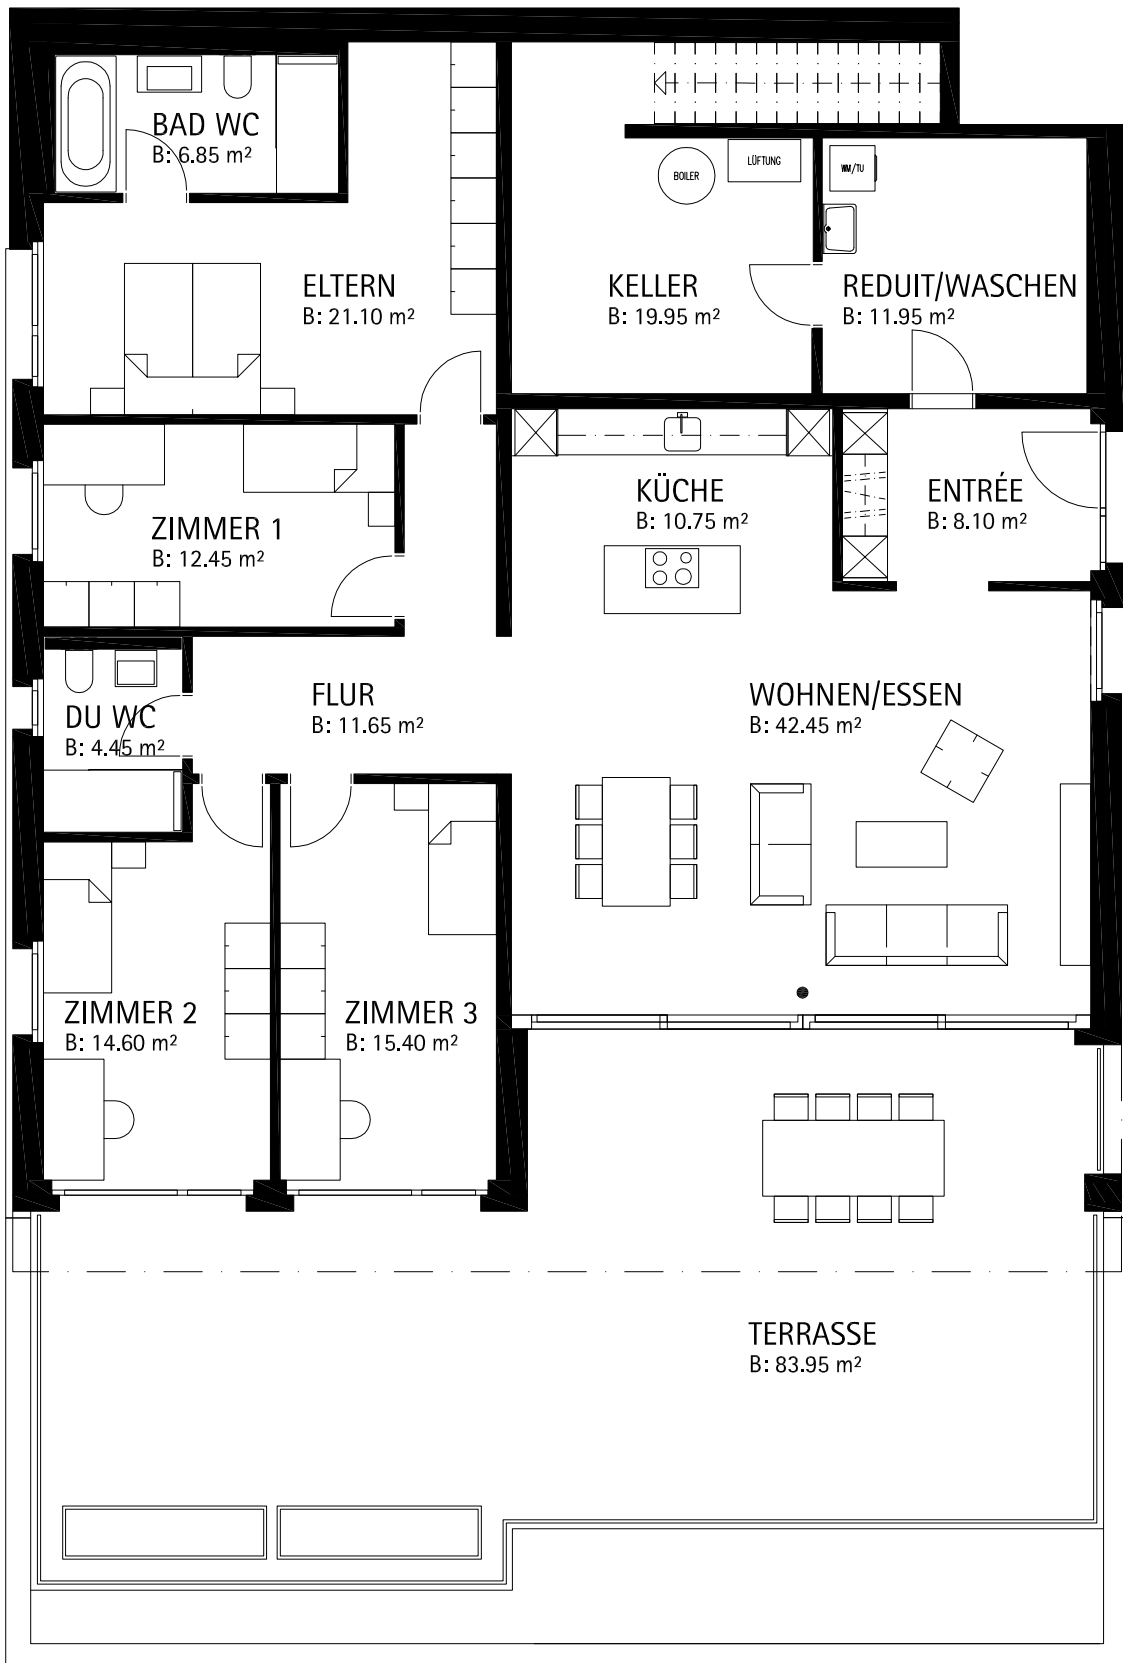 BAD WC
B: 6.85 m²
BOILER
LÜFTUNG
WM/TU
ELTERN
B: 21.10 m²
KELLER
B: 19.95 m²
REDUIT/WASCHEN
B: 11.95 m²
ZIMMER 1
B: 12.45 m²
KÜCHE
B: 10.75 m²
ENTRÉE
B: 8.10 m²
DU WC
B: 4.45 m²
FLUR
B: 11.65 m²
WOHNEN/ESSEN
B: 42.45 m²
ZIMMER 2
B: 14.60 m²
ZIMMER 3
B: 15.40 m²
TERRASSE
B: 83.95 m²